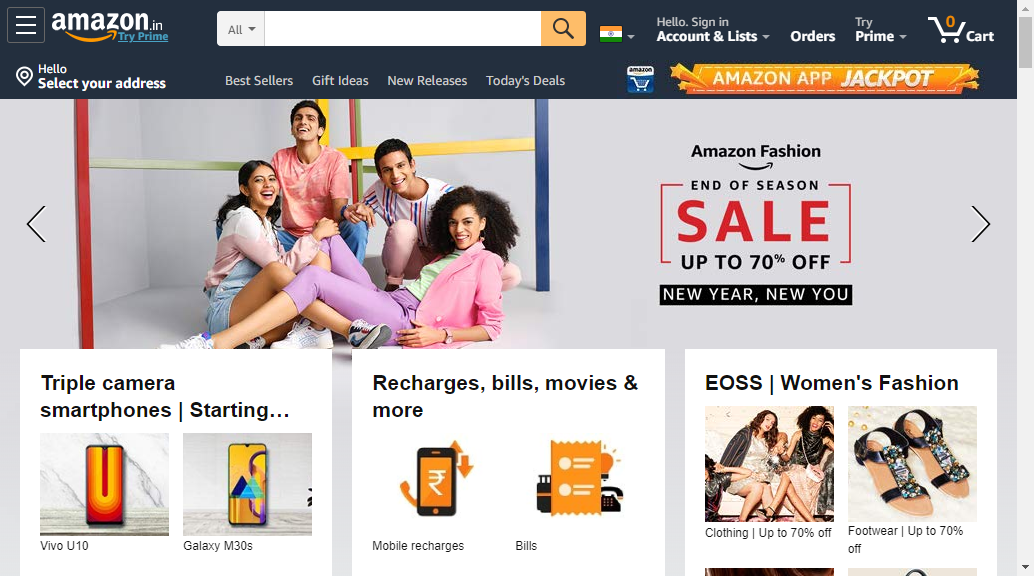 amazon.in
Try Prime
All
Hello. Sign in
Account & Lists
Orders
Try
Prime
0
Cart
Hello
Select your address
Best Sellers
Gift Ideas
New Releases
Today's Deals
amazon
AMAZON APP JACKPOT
Amazon Fashion
END OF SEASON
SALE
UP TO 70% OFF
NEW YEAR, NEW YOU
Triple camera
smartphones | Starting…
Vivo U10
Galaxy M30s
Recharges, bills, movies &
more
₹
Mobile recharges
Bills
EOSS | Women's Fashion
Clothing | Up to 70% off
Footwear | Up to 70%
off